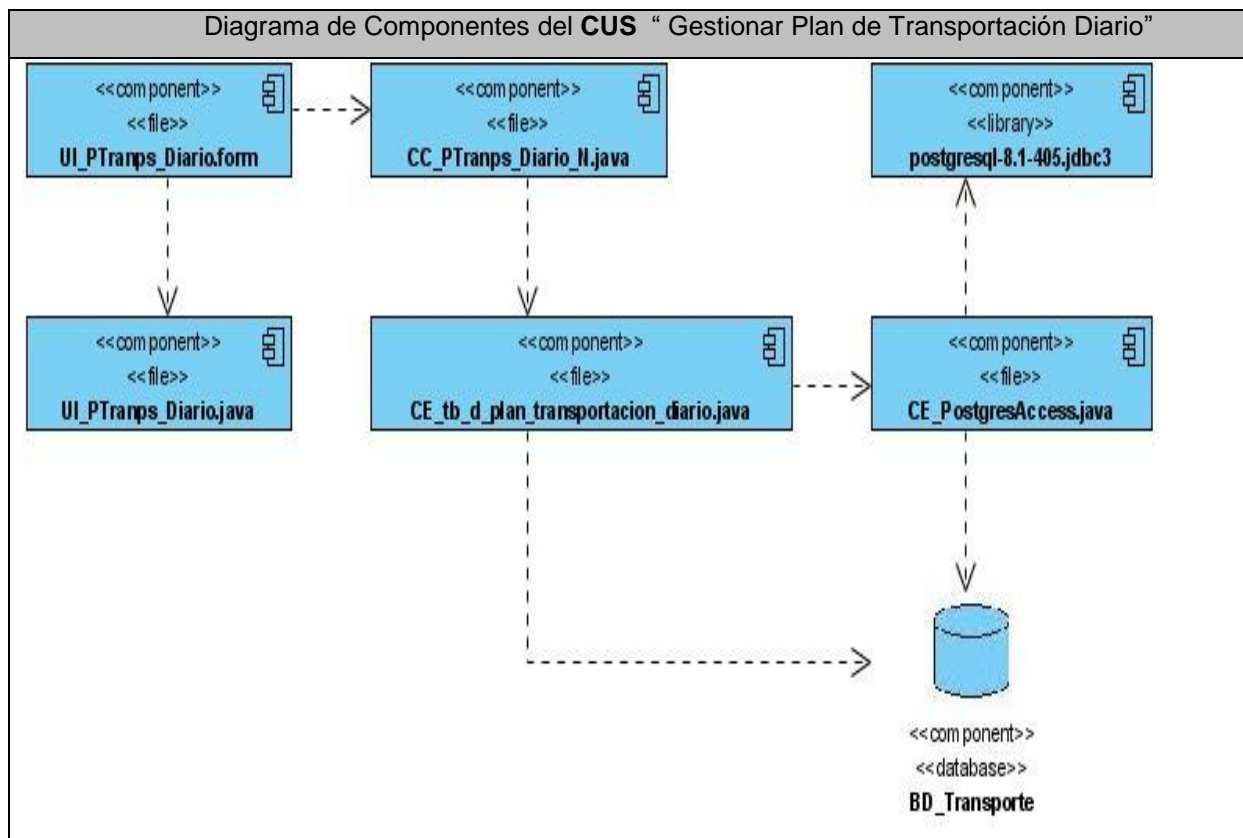 Diagrama de Componentes del CUS “ Gestionar Plan de Transportación Diario”
<<component>>
<<file>>
UI_PTranps_Diario.form
<<component>>
<<file>>
CC_PTranps_Diario_N.java
<<component>>
<<library>>
postgresql-8.1-405.jdbc3
<<component>>
<<file>>
UI_PTranps_Diario.java
<<component>>
<<file>>
CE_tb_d_plan_transportacion_diario.java
<<component>>
<<file>>
CE_PostgresAccess.java
<<component>>
<<database>>
BD_Transporte